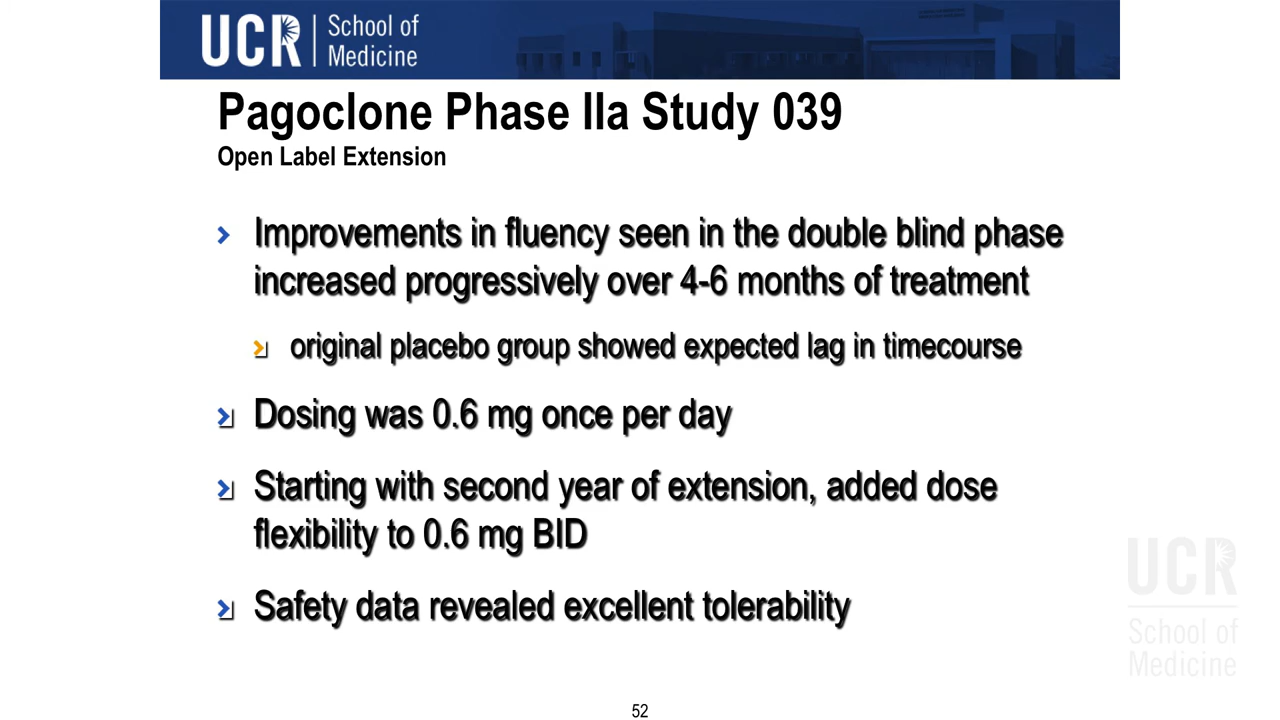 UCR School of Medicine
Pagoclone Phase IIa Study 039
Open Label Extension
Improvements in fluency seen in the double blind phase
increased progressively over 4-6 months of treatment
original placebo group showed expected lag in timecourse
Dosing was 0.6 mg once per day
Starting with second year of extension, added dose
flexibility to 0.6 mg BID
Safety data revealed excellent tolerability
UCR
School of
Medicine
52